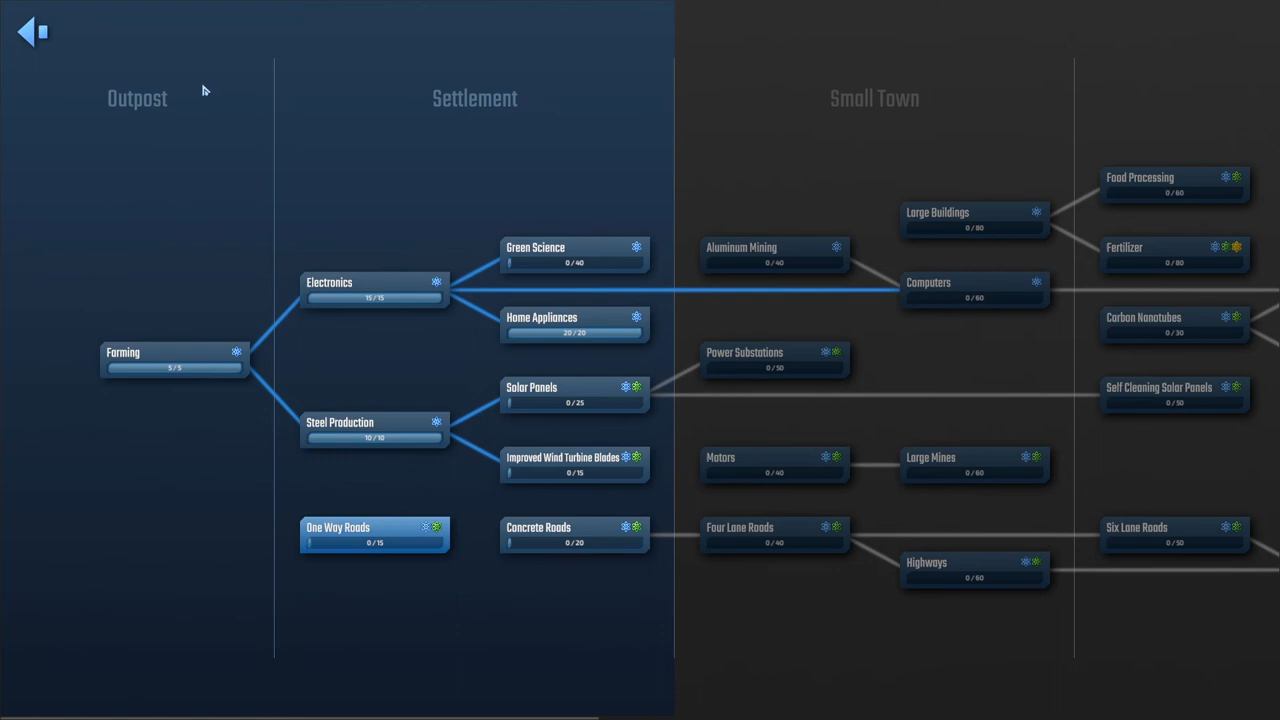 Outpost
Settlement
Small Town
Farming
5/5
Electronics
15/15
Steel Production
10/10
One Way Roads
0/15
Green Science
0/40
Home Appliances
20/20
Solar Panels
0/25
Improved Wind Turbine Blades
0/15
Concrete Roads
0/20
Aluminum Mining
0/40
Power Substations
0/50
Motors
0/40
Four Lane Roads
0/40
Large Buildings
0/80
Computers
0/60
Large Mines
0/60
Highways
0/60
Food Processing
0/60
Fertilizer
0/80
Carbon Nanotubes
0/30
Self Cleaning Solar Panels
0/50
Six Lane Roads
0/50